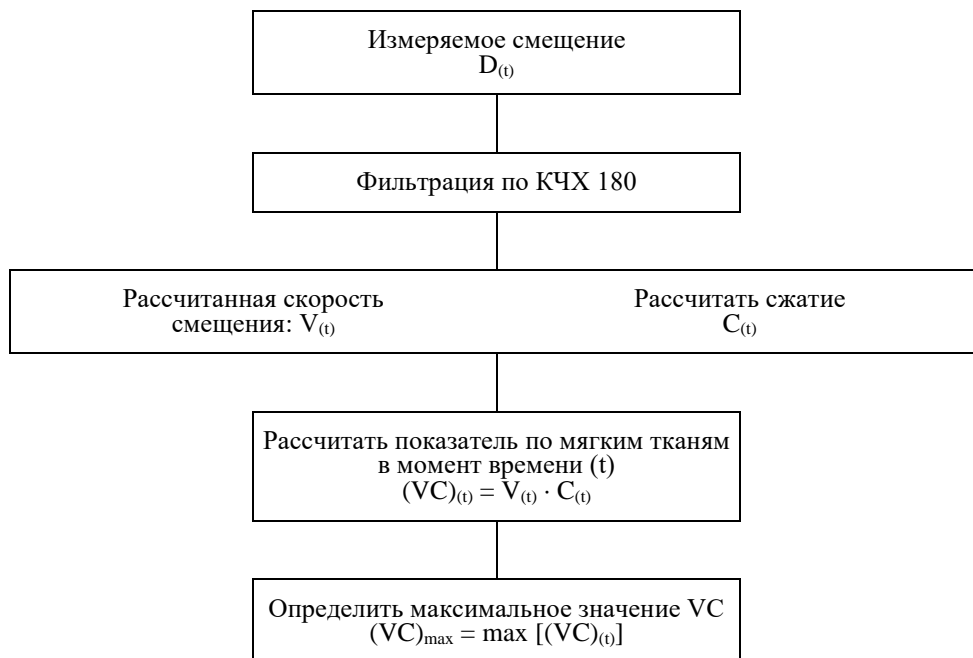 Измеряемое смещение
D(t)
Фильтрация по КЧХ 180
Рассчитанная скорость
смещения: V(t)
Рассчитать сжатие
C(t)
Рассчитать показатель по мягким тканям
в момент времени (t)
(VC)(t) = V(t) · C(t)
Определить максимальное значение VC
(VC)max = max [(VC)(t)]